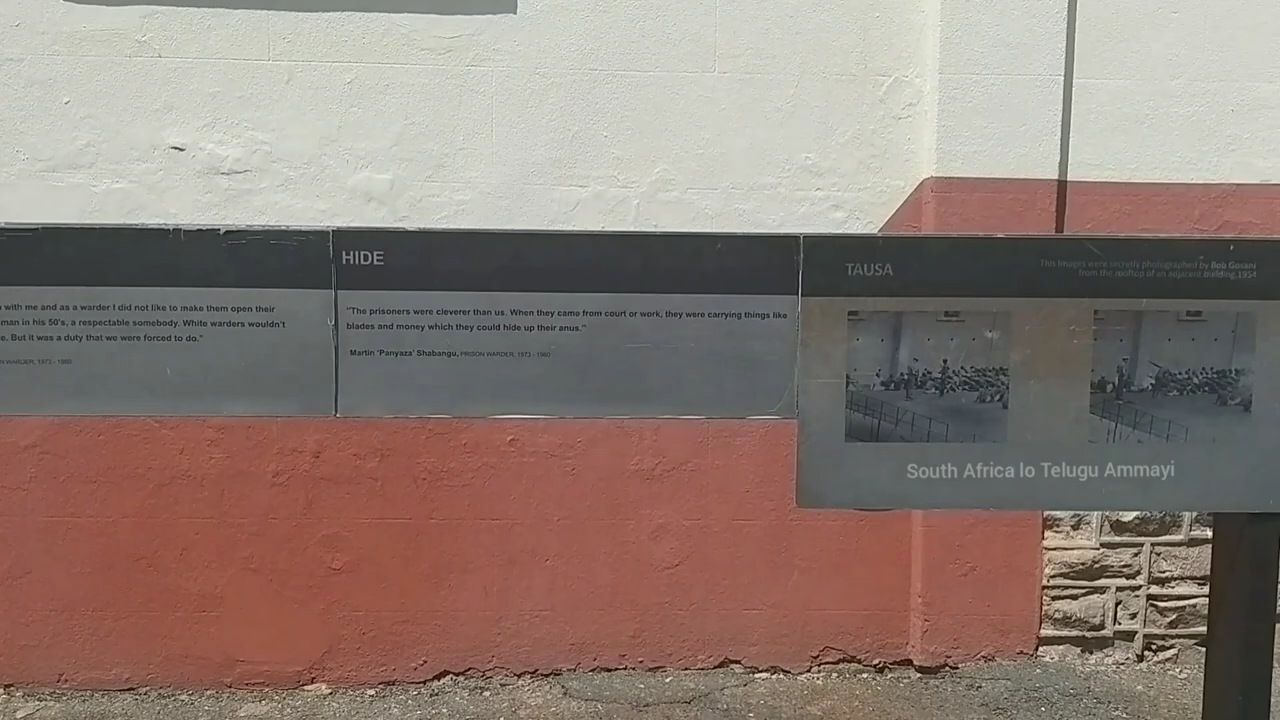 with me and as a warder I did not like to make them open their
man in his 50's, a respectable somebody. White warders wouldn't
e. But it was a duty that we were forced to do."
N WARDER, 1973 - 1980
HIDE
"The prisoners were cleverer than us. When they came from court or work, they were carrying things like
blades and money which they could hide up their anus."
Martin 'Panyaza' Shabangu, PRISON WARDER, 1973 - 1980
TAUSA
This images were secretly photographed by Bob Gosani
from the rooftop of an adjacent building,1954
South Africa lo Telugu Ammayi